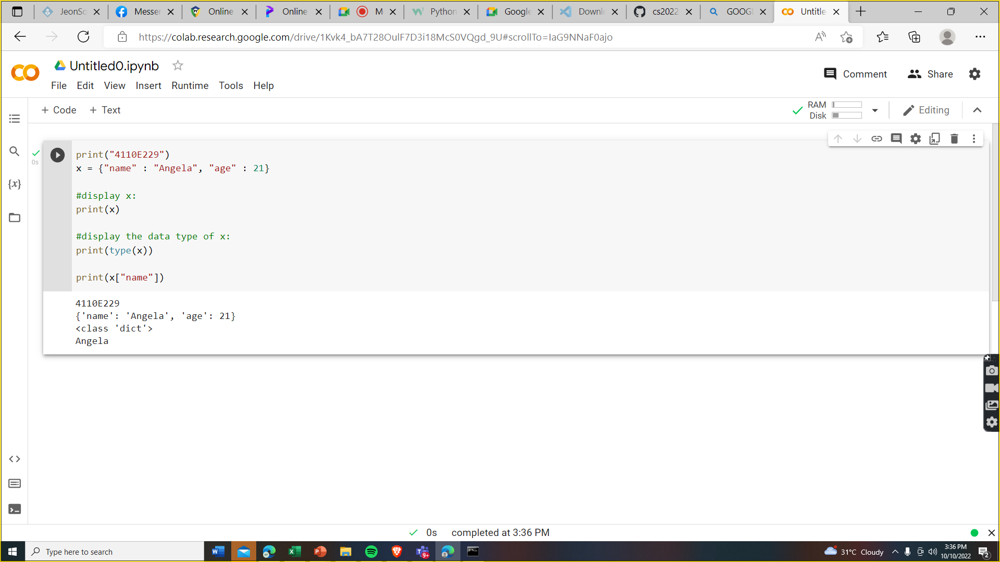 JeonSo
Messen
Online
Online
M
Python
Google
Downlo
cs2022
GOOGL
Untitle
https://colab.research.google.com/drive/1Kvk4_bA7T28OulF7D3i18McS0VQgd_9U#scrollTo=IaG9NNaF0ajo
Untitled0.ipynb
File Edit View Insert Runtime Tools Help
Comment
Share
+ Code + Text
RAM
Disk
Editing
0s
print("4110E229")
x = {"name" : "Angela", "age" : 21}
#display x:
print(x)
#display the data type of x:
print(type(x))
print(x["name"])
{x}
4110E229
{'name': 'Angela', 'age': 21}
<class 'dict'>
Angela
0s completed at 3:36 PM
Type here to search
9+
31°C Cloudy
3:36 PM
10/10/2022
2